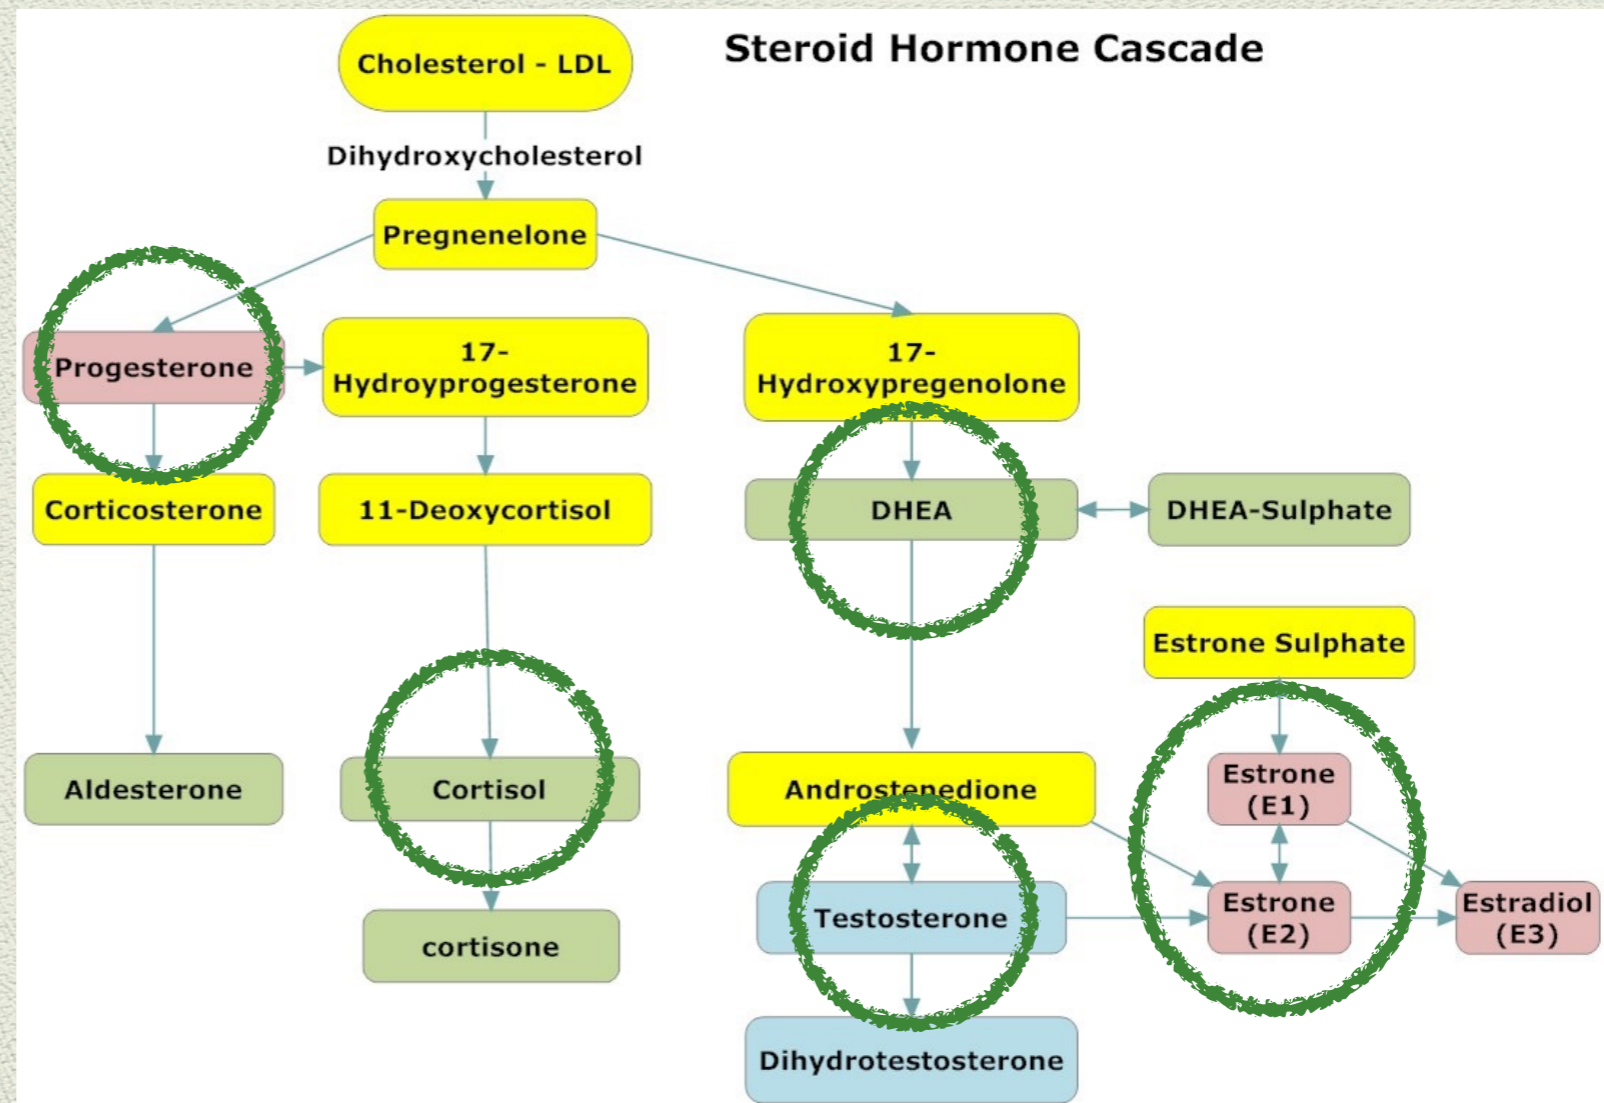 Steroid Hormone Cascade
Cholesterol - LDL
Dihydroxycholesterol
Pregnenelone
Progesterone
17-
Hydroyprogesterone
17-
Hydroxypregenolone
Corticosterone
11-Deoxycortisol
DHEA
DHEA-Sulphate
Estrone Sulphate
Aldesterone
Cortisol
Androstenedione
Estrone
(E1)
Testosterone
Estrone
(E2)
Estradiol
(E3)
cortisone
Dihydrotestosterone